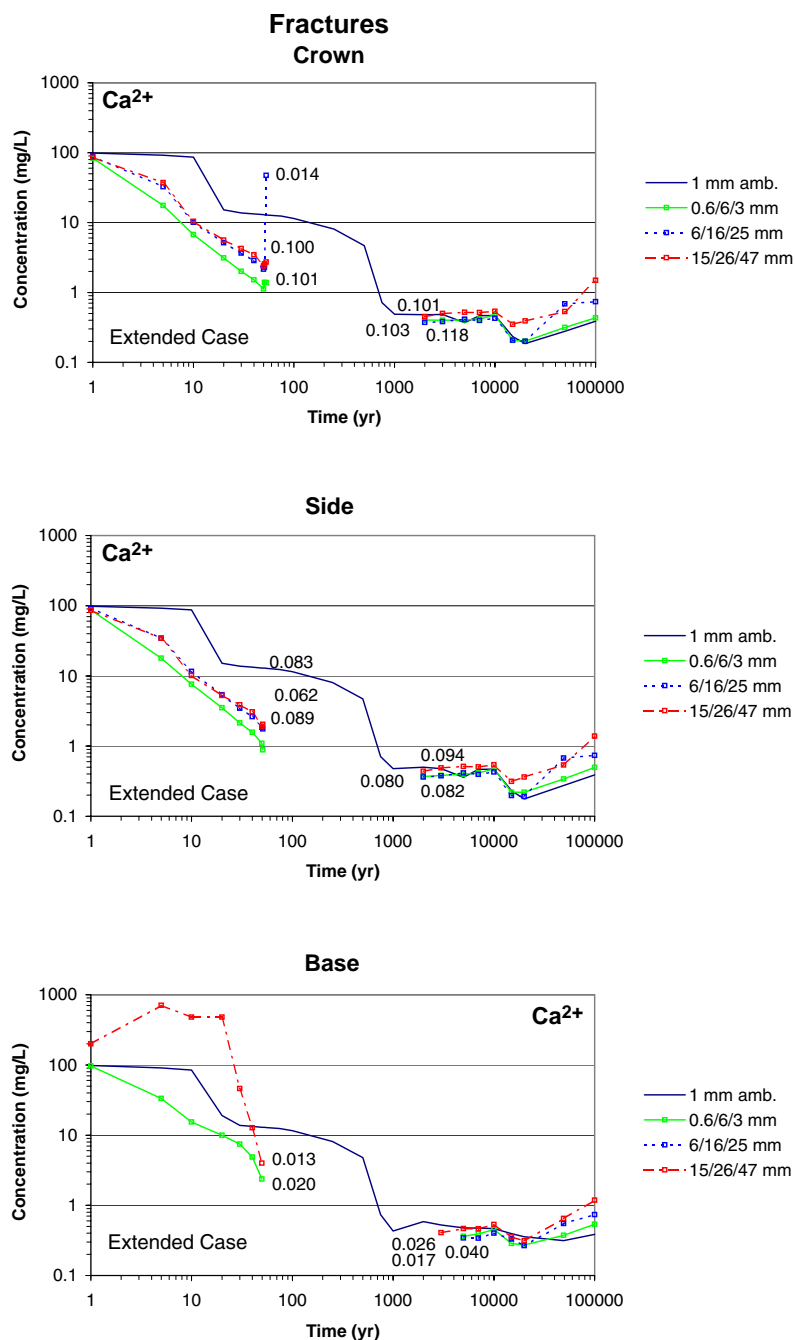 Fractures
Crown
Ca2+
1000
100
10
1
0.1
Concentration (mg/L)
0.014
0.100
0.101
0.101
0.103
0.118
Extended Case
1 10 100 1000 10000 100000
Time (yr)
1 mm amb.
0.6/6/3 mm
6/16/25 mm
15/26/47 mm
Side
Ca2+
1000
100
10
1
0.1
Concentration (mg/L)
0.083
0.062
0.089
0.094
0.080
0.082
Extended Case
1 10 100 1000 10000 100000
Time (yr)
1 mm amb.
0.6/6/3 mm
6/16/25 mm
15/26/47 mm
Base
Ca2+
1000
100
10
1
0.1
Concentration (mg/L)
0.013
0.020
0.026
0.017
0.040
Extended Case
1 10 100 1000 10000 100000
Time (yr)
1 mm amb.
0.6/6/3 mm
6/16/25 mm
15/26/47 mm